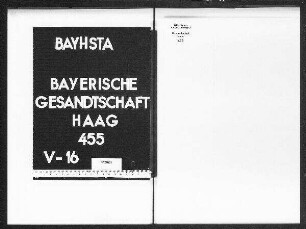 BAYHSTA
BAYERISCHE
GESANDTSCHAFT
HAAG
455
V-16